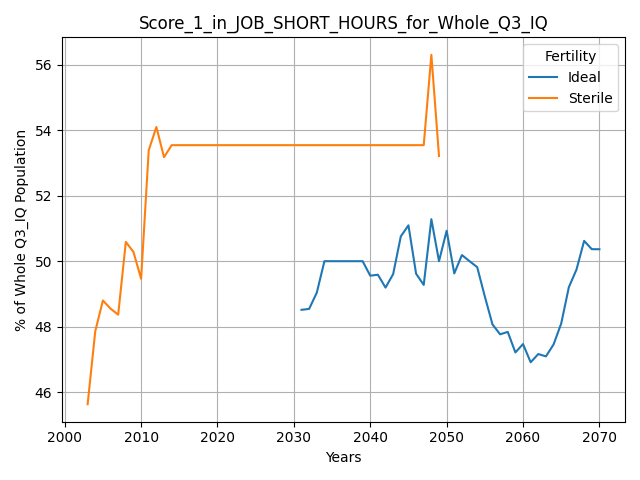 Score_1_in_JOB_SHORT_HOURS_for_Whole_Q3_IQ
% of Whole Q3_IQ Population
56
54
52
50
48
46
Fertility
Ideal
Sterile
2000 2010 2020 2030 2040 2050 2060 2070
Years